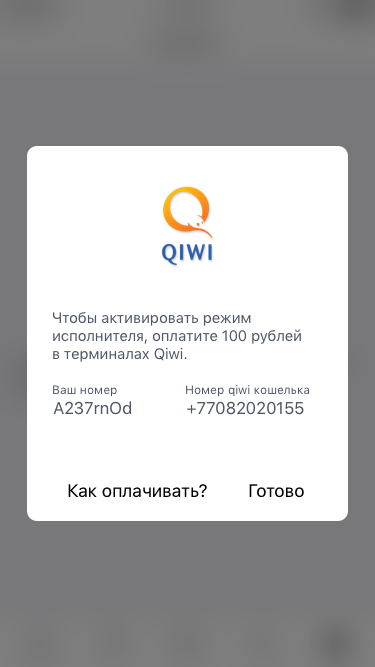 QIWI
Чтобы активировать режим
исполнителя, оплатите 100 рублей
в терминалах Qiwi.
Ваш номер
Номер qiwi кошелька
A237rnOd
+77082020155
Как оплачивать?
Готово